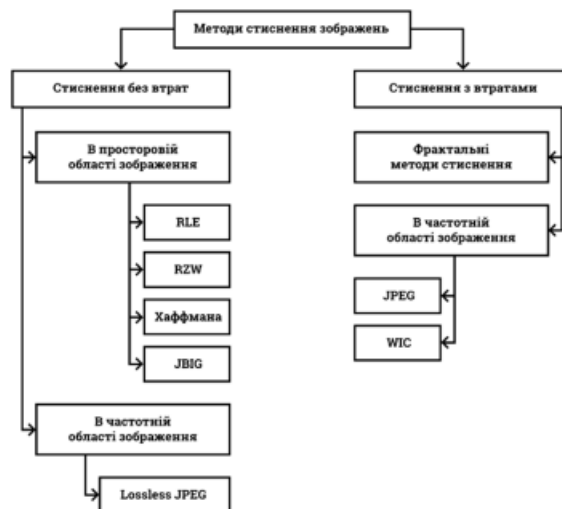 Методи стиснення зображень
Стиснення без втрат
Стиснення з втратами
В просторовій
області зображення
RLE
RZW
Хаффмана
JBIG
В частотній
області зображення
Lossless JPEG
Фрактальні
методи стиснення
В частотній
області зображення
JPEG
WIC